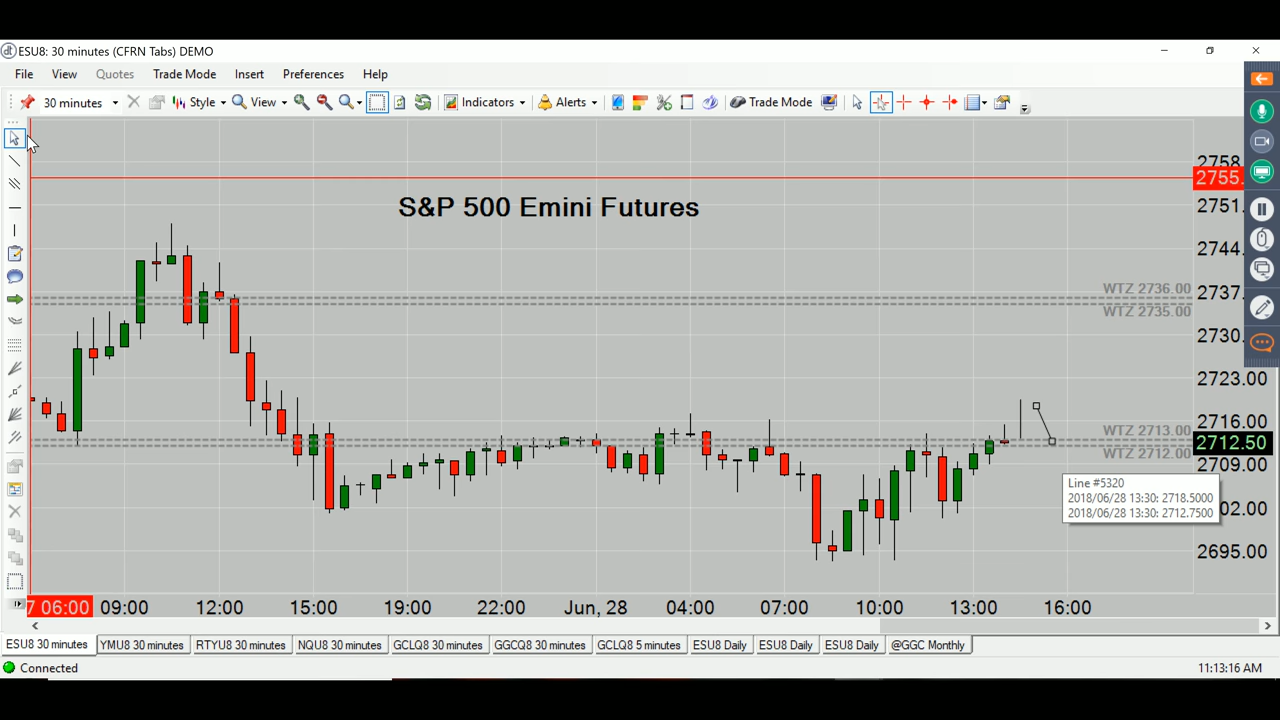 dt ESU8: 30 minutes (CFRN Tabs) DEMO
File View Quotes Trade Mode Insert Preferences Help
30 minutes Style View Indicators Alerts Trade Mode
2758
2755.
S&P 500 Emini Futures
2751.
2744.
WTZ 2736.00
2737.
WTZ 2735.00
2730.
2723.00
2716.00
WTZ 2713.00
2712.50
WTZ 2712.00
2709.00
Line #5320
2018/06/28 13:30: 2718.5000
2018/06/28 13:30: 2712.7500
02.00
2695.00
7 06:00 09:00 12:00 15:00 19:00 22:00 Jun, 28 04:00 07:00 10:00 13:00 16:00
ESU8 30 minutes YMU8 30 minutes RTYU8 30 minutes NQU8 30 minutes GCLQ8 30 minutes GGCQ8 30 minutes GCLQ8 5 minutes ESU8 Daily ESU8 Daily ESU8 Daily @GGC Monthly
Connected 11:13:16 AM